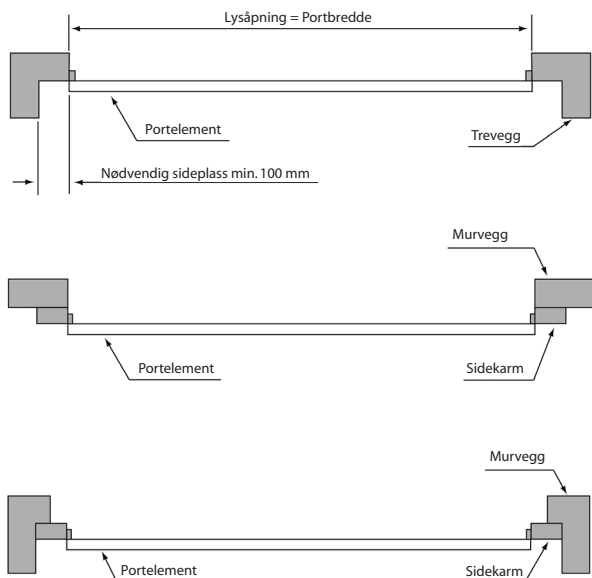 Lysåpning = Portbredde
Portelement
Trevegg
Nødvendig sideplass min. 100 mm
Murvegg
Portelement
Sidekarm
Murvegg
Portelement
Sidekarm